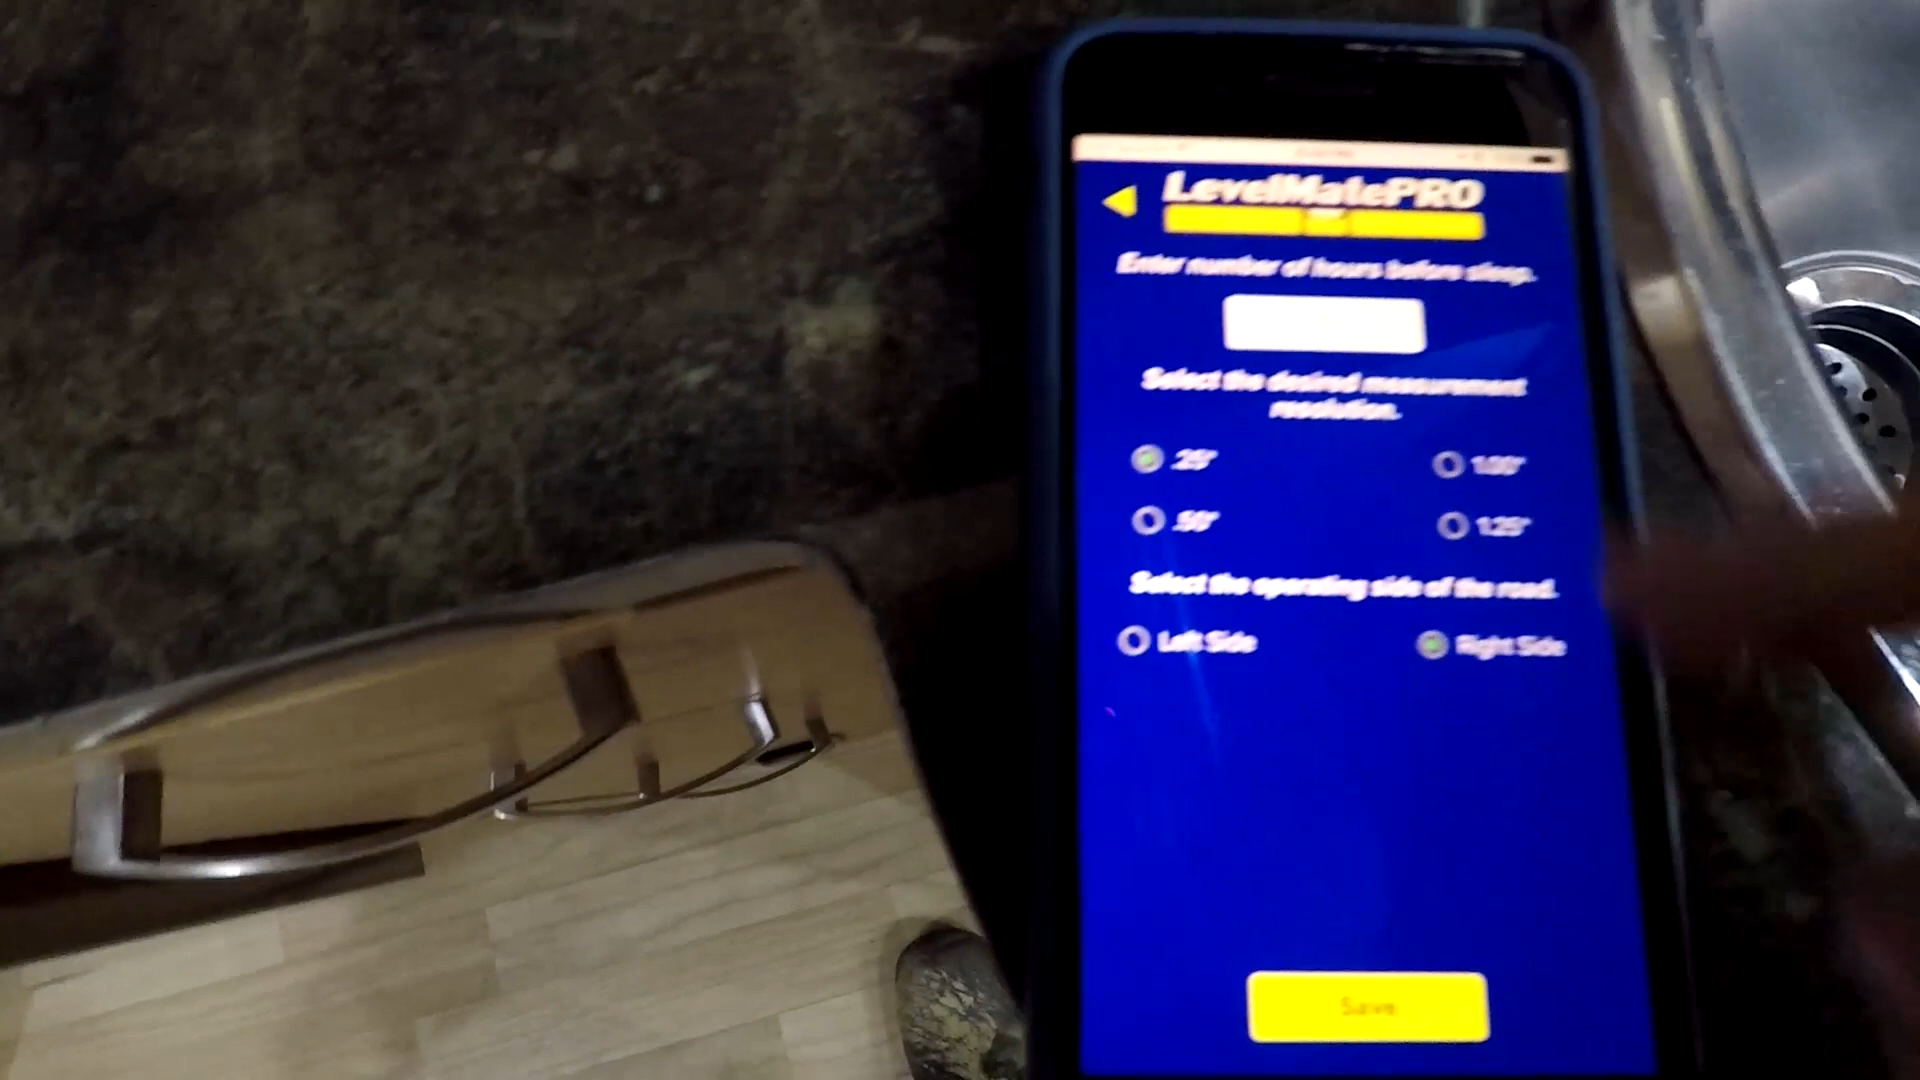 LevelMatePRO
Enter number of hours before sleep.
Select the desired measurement
resolution.
.25" 1.00"
.50" 1.25"
Select the operating side of the road.
Left Side Right Side
Save